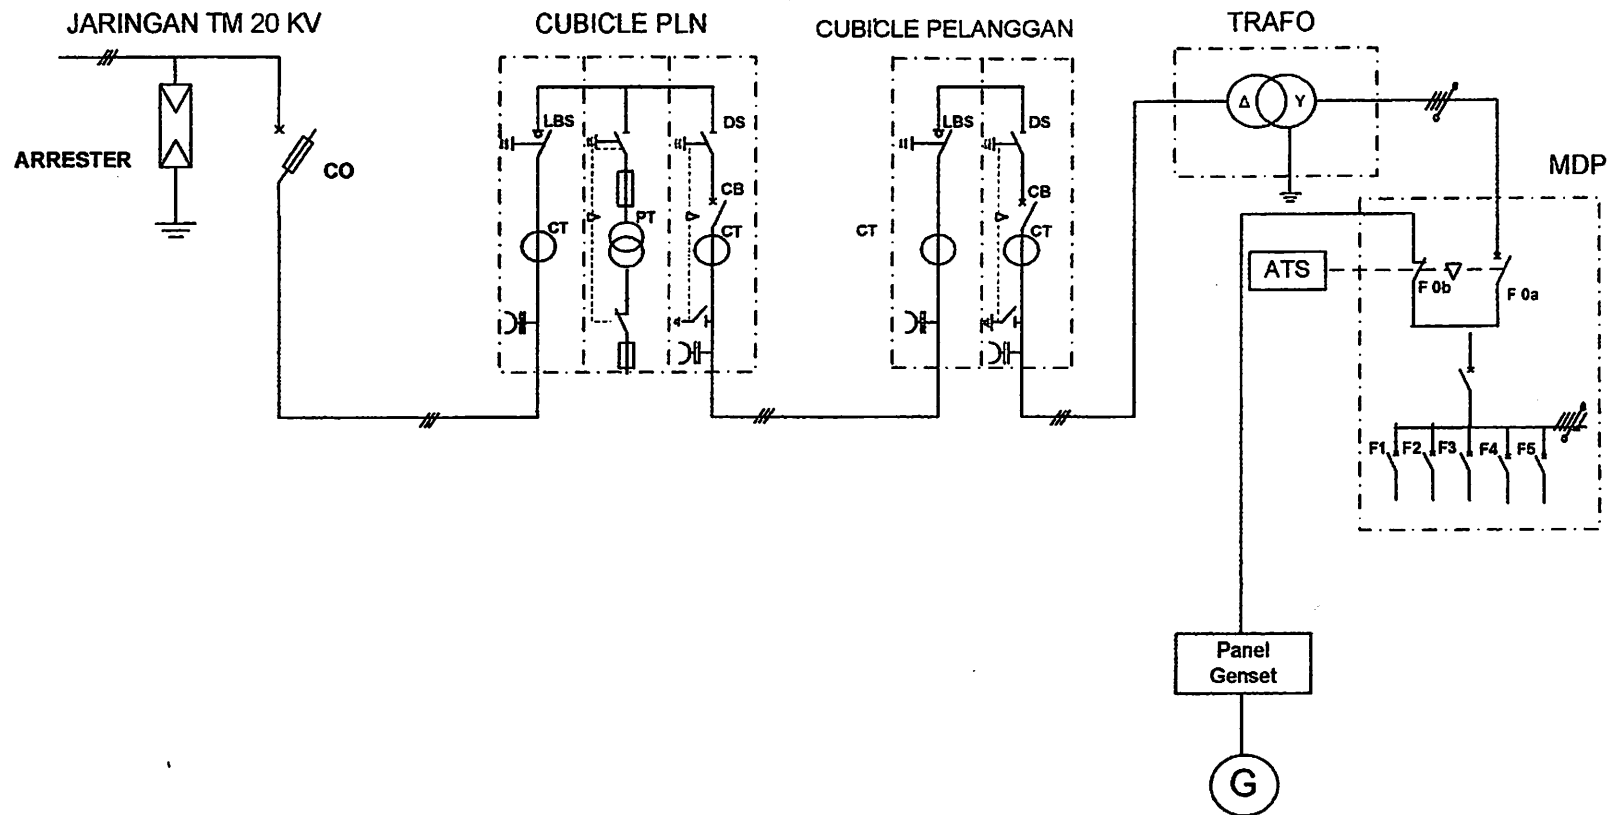 JARINGAN TM 20 KV
CUBICLE PLN
CUBICLE PELANGGAN
TRAFO
ARRESTER
CO
LBS
DS
CB
CT
PT
CT
LBS
DS
CB
CT
CT
Δ
Y
MDP
ATS
F 0b
F 0a
F1
F2
F3
F4
F5
Panel
Genset
G